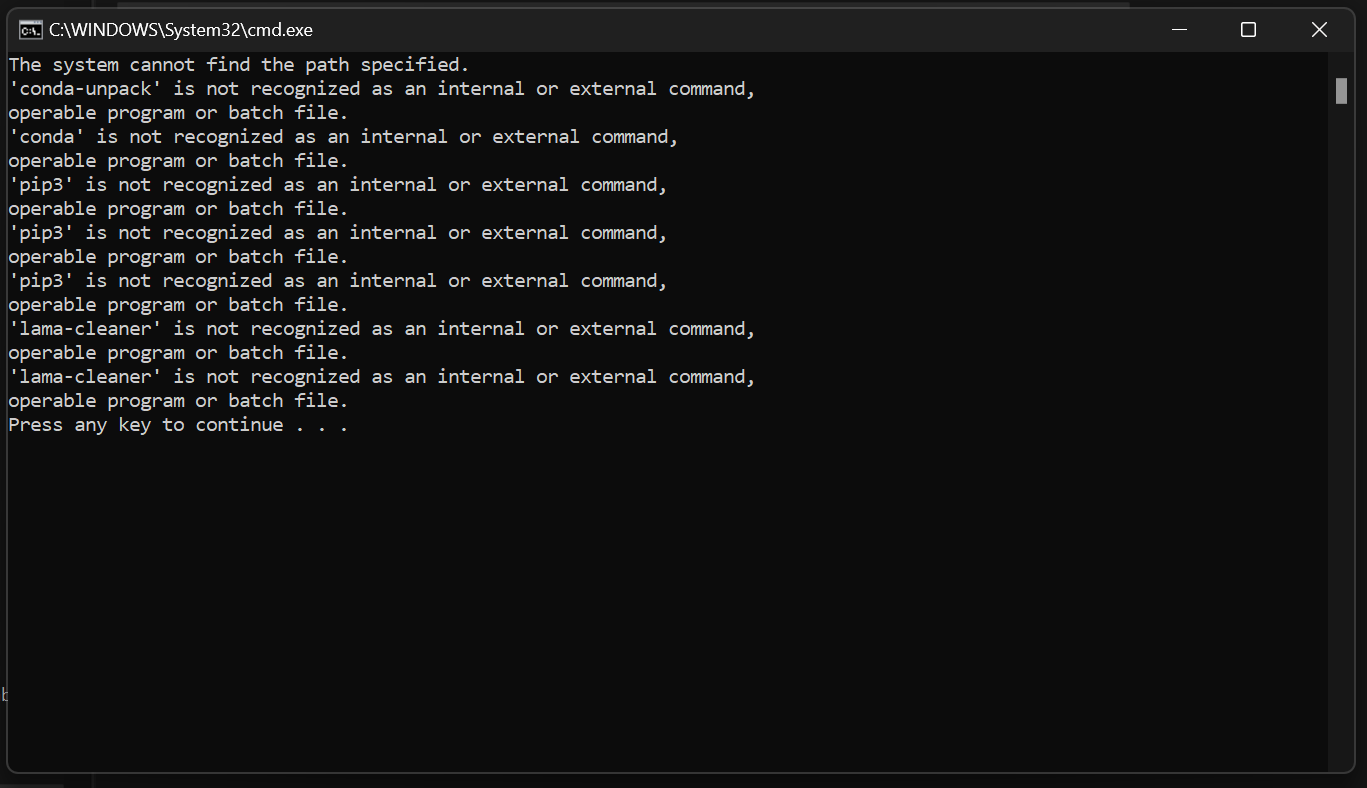 C:\WINDOWS\System32\cmd.exe
The system cannot find the path specified.
'conda-unpack' is not recognized as an internal or external command,
operable program or batch file.
'conda' is not recognized as an internal or external command,
operable program or batch file.
'pip3' is not recognized as an internal or external command,
operable program or batch file.
'pip3' is not recognized as an internal or external command,
operable program or batch file.
'pip3' is not recognized as an internal or external command,
operable program or batch file.
'lama-cleaner' is not recognized as an internal or external command,
operable program or batch file.
'lama-cleaner' is not recognized as an internal or external command,
operable program or batch file.
Press any key to continue . . .